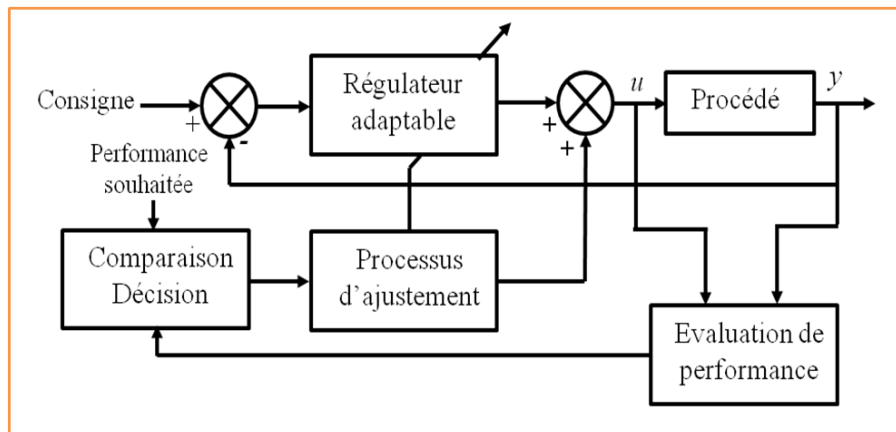 Consigne
+
-
Régulateur
adaptable
+
+
u
Procédé
y
Performance
souhaitée
Comparaison
Décision
Processus
d'ajustement
Evaluation de
performance